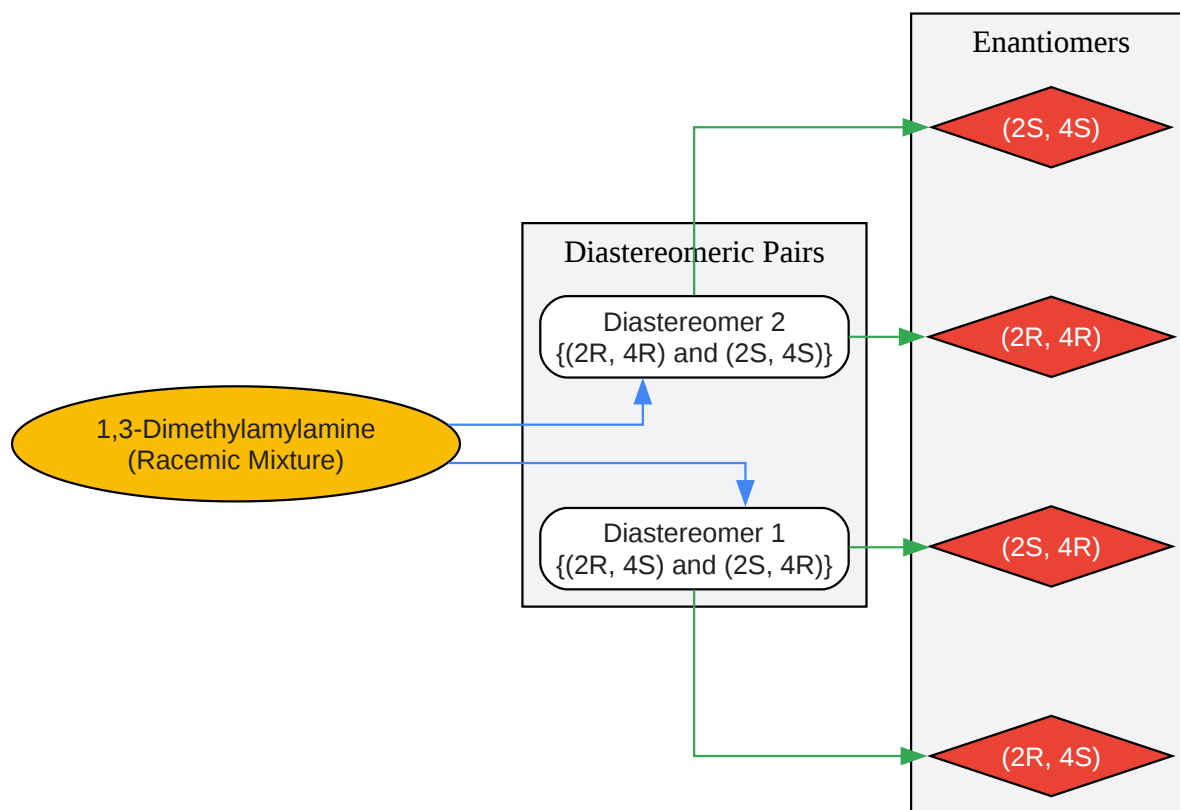 Enantiomers
(2S, 4S)
Diastereomeric Pairs
Diastereomer 2
{(2R, 4R) and (2S, 4S)}
(2R, 4R)
1,3-Dimethylamylamine
(Racemic Mixture)
Diastereomer 1
{(2R, 4S) and (2S, 4R)}
(2S, 4R)
(2R, 4S)